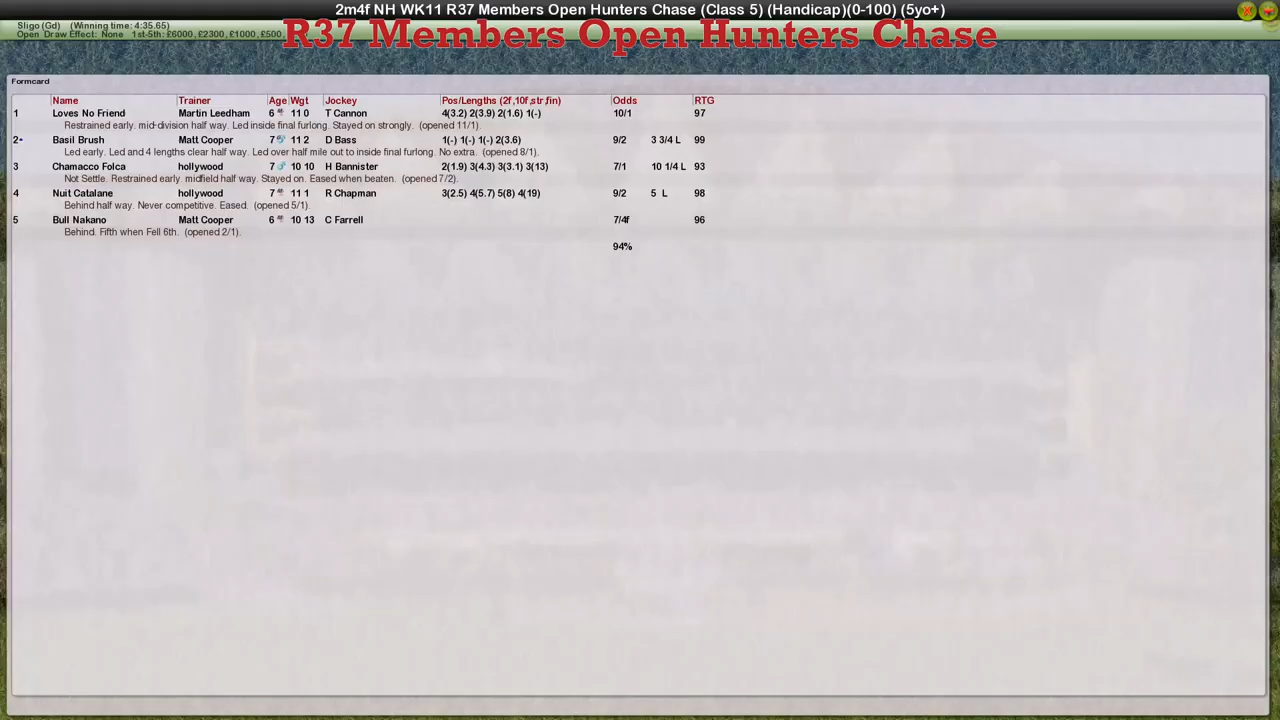 2m4f NH WK11 R37 Members Open Hunters Chase (Class 5) (Handicap)(0-100) (5yo+)
Sligo (Gd) (Winning time: 4:35.65)
Open Draw Effect: None 1st-5th: £6000, £2300, £1000, £500,
R37 Members Open Hunters Chase
Formcard
Name Trainer Age Wgt Jockey Pos/Lengths (2f,10f,str,fin) Odds RTG
1 Loves No Friend Martin Leedham 6 11 0 T Cannon 4(3.2) 2(3.9) 2(1.6) 1(-) 10/1 97
Restrained early. mid-division half way. Led inside final furlong. Stayed on strongly. (opened 11/1).
2 Basil Brush Matt Cooper 7 11 2 D Bass 1(-) 1(-) 1(-) 2(3.6) 9/2 3 3/4 L 99
Led early. Led and 4 lengths clear half way. Led over half mile out to inside final furlong. No extra. (opened 8/1).
3 Chamacco Folca hollywood 7 10 10 H Bannister 2(1.9) 3(4.3) 3(3.1) 3(13) 7/1 10 1/4 L 93
Not Settle. Restrained early. midfield half way. Stayed on. Eased when beaten. (opened 7/2).
4 Nuit Catalane hollywood 7 11 1 R Chapman 3(2.5) 4(5.7) 5(8) 4(19) 9/2 5 L 98
Behind half way. Never competitive. Eased. (opened 5/1).
5 Bull Nakano Matt Cooper 6 10 13 C Farrell 7/4f 96
Behind. Fifth when Fell 6th. (opened 2/1).
94%